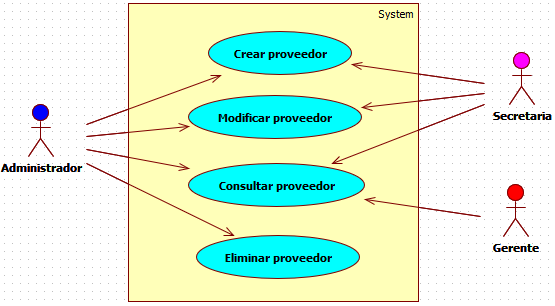 System
Crear proveedor
Modificar proveedor
Consultar proveedor
Eliminar proveedor
Administrador
Secretaria
Gerente